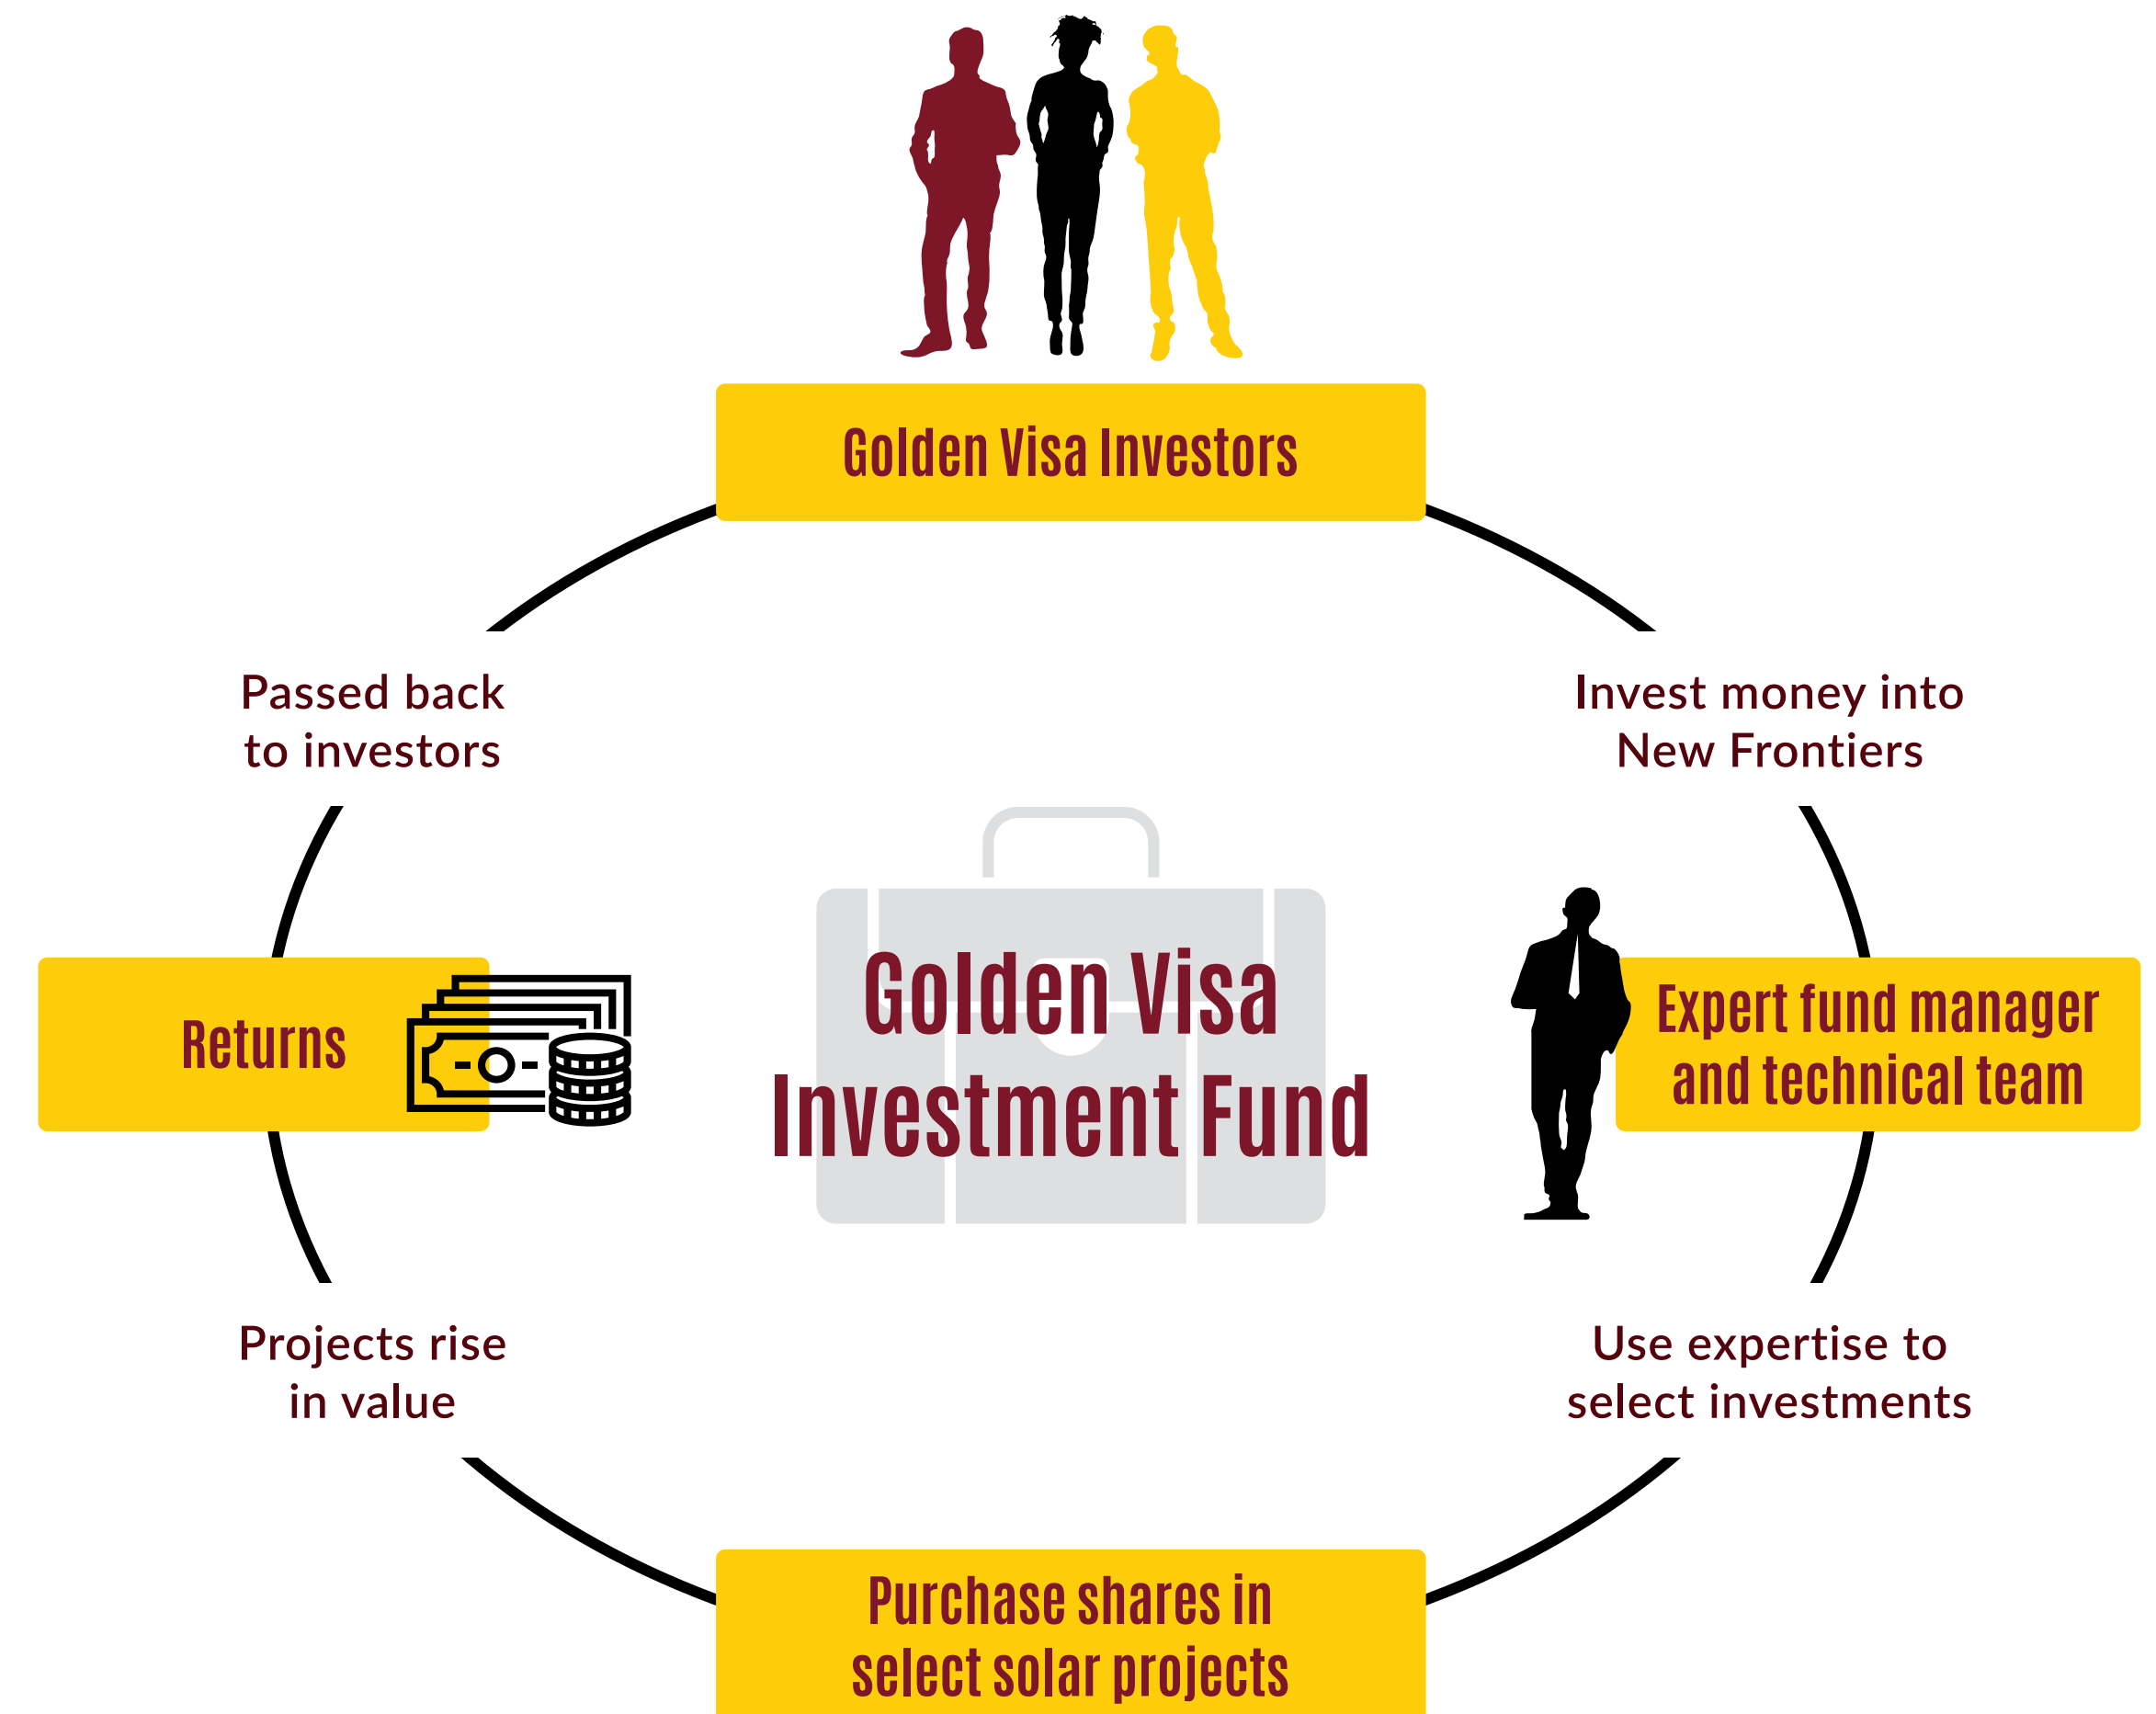 Golden Visa Investors
Passed back
to investors
Invest money into
New Frontiers
Golden Visa
Investment Fund
Returns
Expert fund manager
and technical team
Projects rise
in value
Use expertise to
select investments
Purchase shares in
select solar projects